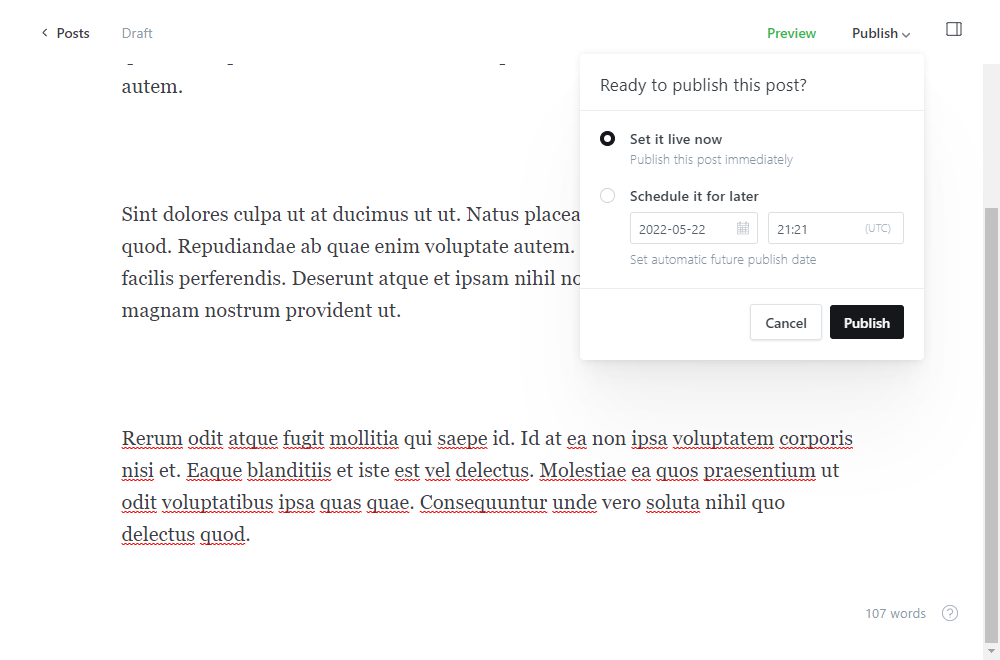 Posts
Draft
Preview
Publish
autem.
Ready to publish this post?
Set it live now
Publish this post immediately
Schedule it for later
2022-05-22
21:21
(UTC)
Set automatic future publish date
Cancel
Publish
Sint dolores culpa ut at ducimus ut ut. Natus placea
quod. Repudiandae ab quae enim voluptate autem.
facilis perferendis. Deserunt atque et ipsam nihil
magnam nostrum provident ut.
Rerum odit atque fugit mollitia qui saepe id. Id at ea non ipsa voluptatem corporis
nisi et. Eaque blanditiis et iste est vel delectus. Molestiae ea quos praesentium ut
odit voluptatibus ipsa quas quae. Consequuntur unde vero soluta nihil quo
delectus quod.
107 words
?